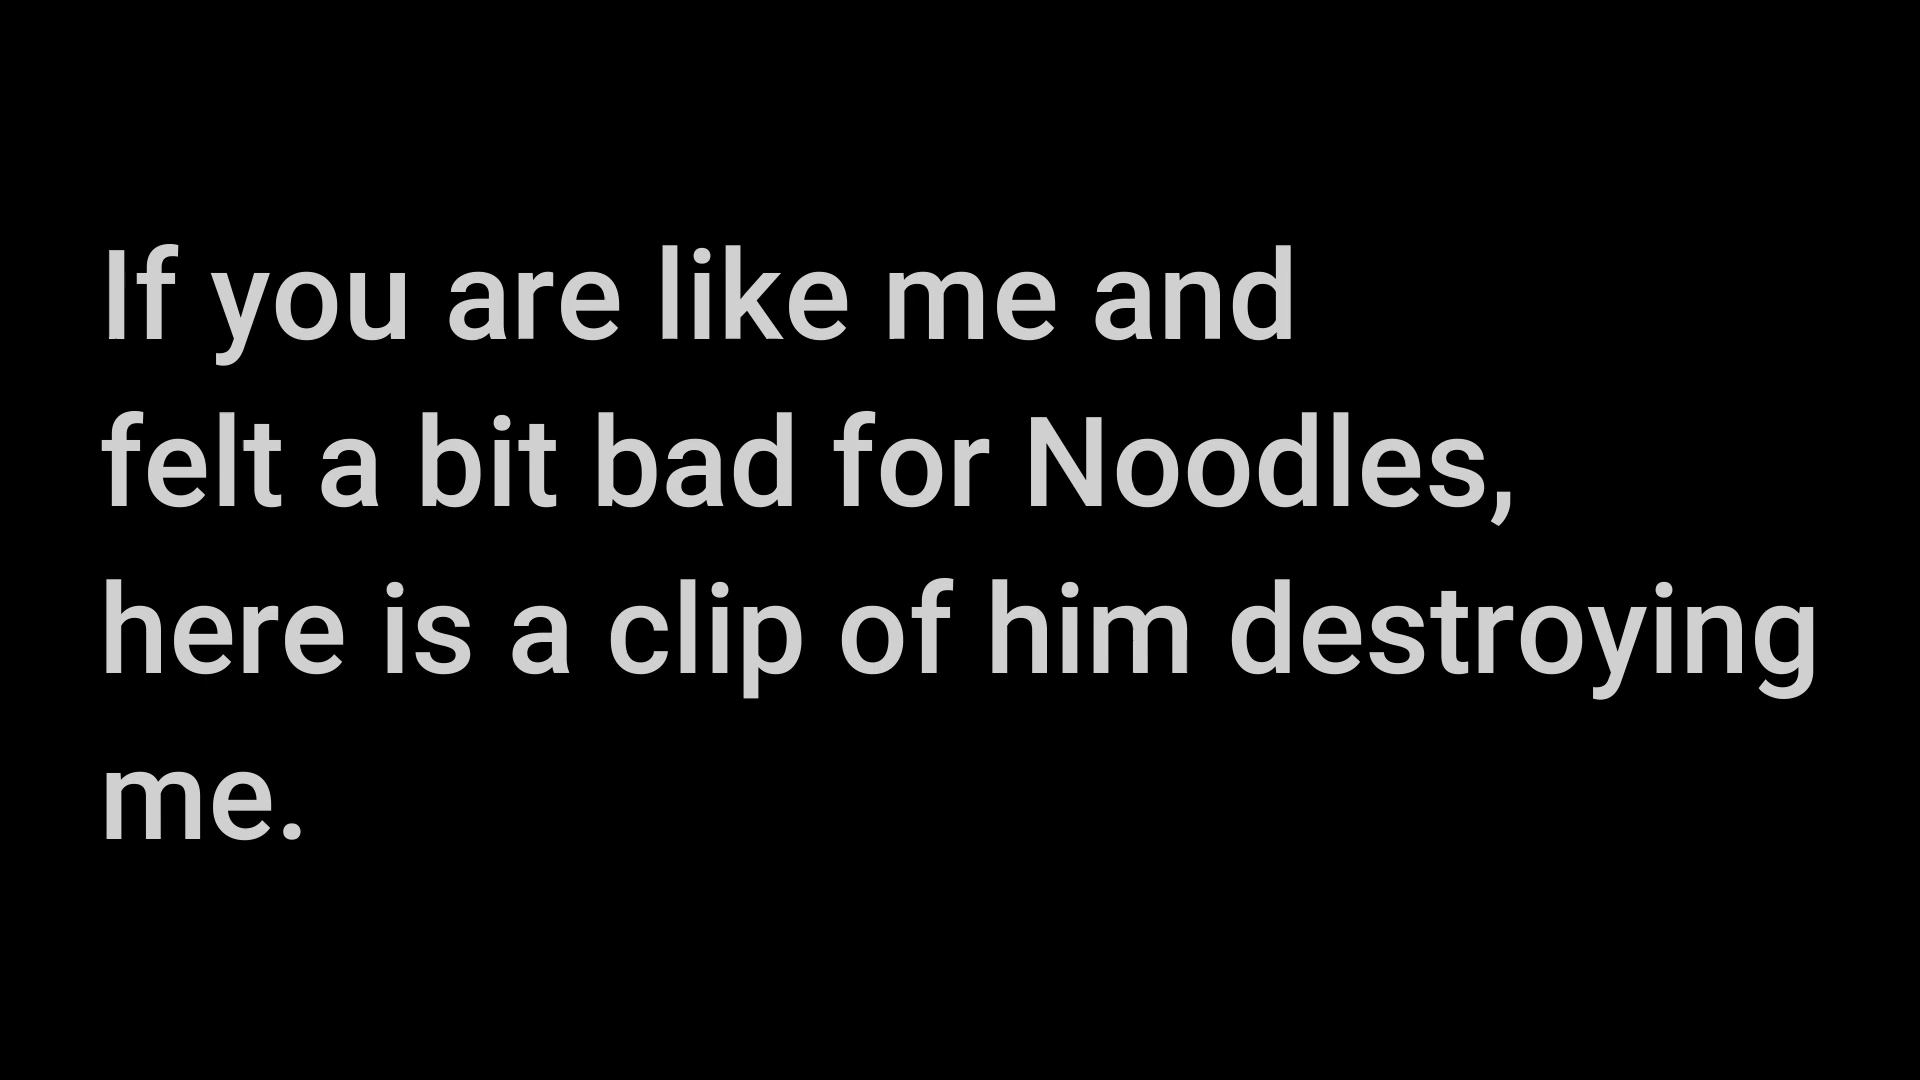 If you are like me and
felt a bit bad for Noodles,
here is a clip of him destroying
me.